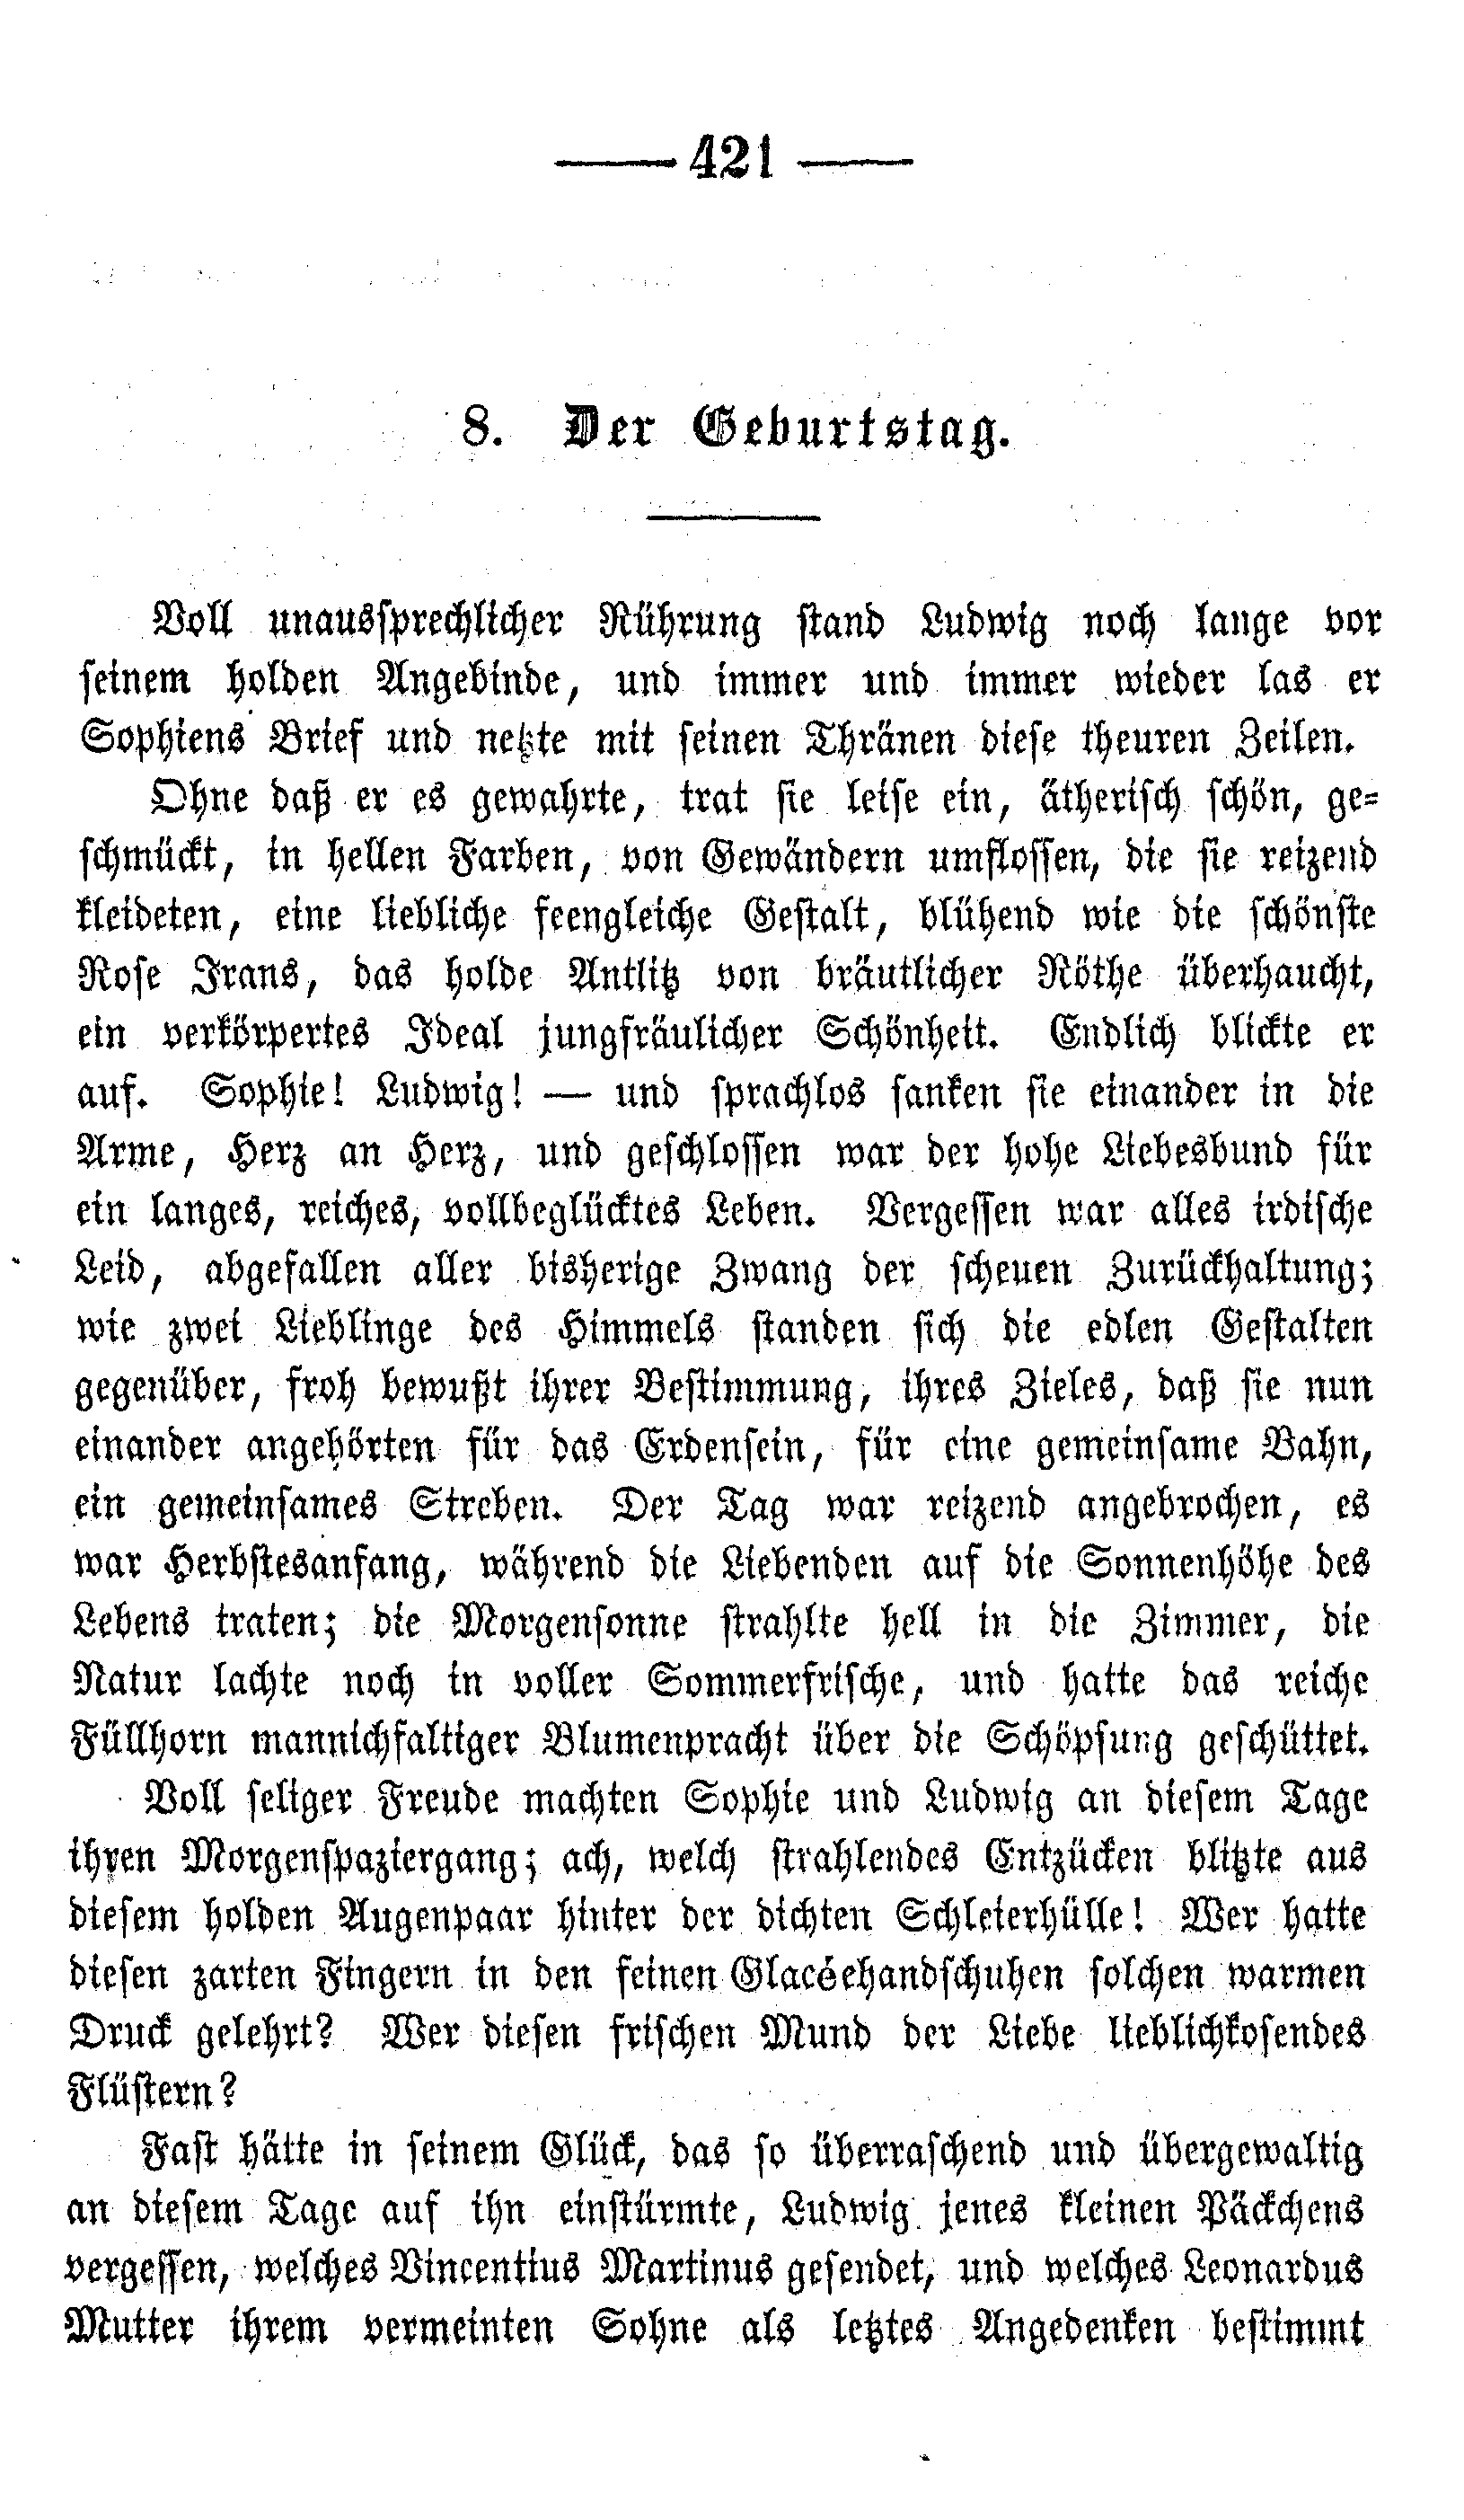 — 421 —
8. Der Geburtstag.
Voll unaussprechlicher Rührung stand Ludwig noch lange vor
seinem holden Angebinde, und immer und immer wieder las er
Sophiens Brief und netzte mit seinen Thränen diese theuren Zeilen.
Ohne daß er es gewahrte, trat sie leise ein, ätherisch schön, ge-
schmückt, in hellen Farben, von Gewändern umflossen, die sie reizend
kleideten, eine liebliche feengleiche Gestalt, blühend wie die schönste
Rose Irans, das holde Antlitz von bräutlicher Röthe überhaucht,
ein verkörpertes Ideal jungfräulicher Schönheit. Endlich blickte er
auf. Sophie! Ludwig! — und sprachlos sanken sie einander in die
Arme, Herz an Herz, und geschlossen war der hohe Liebesbund für
ein langes, reiches, vollbeglücktes Leben. Vergessen war alles irdische
Leid, abgefallen aller bisherige Zwang der scheuen Zurückhaltung;
wie zwei Lieblinge des Himmels standen sich die edlen Gestalten
gegenüber, froh bewußt ihrer Bestimmung, ihres Zieles, daß sie nun
einander angehörten für das Erdensein, für eine gemeinsame Bahn,
ein gemeinsames Streben. Der Tag war reizend angebrochen, es
war Herbstesanfang, während die Liebenden auf die Sonnenhöhe des
Lebens traten; die Morgensonne strahlte hell in die Zimmer, die
Natur lachte noch in voller Sommerfrische, und hatte das reiche
Füllhorn mannichfaltiger Blumenpracht über die Schöpfung geschüttet.
Voll seliger Freude machten Sophie und Ludwig an diesem Tage
ihren Morgenspaziergang; ach, welch strahlendes Entzücken blitzte aus
diesem holden Augenpaar hinter der dichten Schleierhülle! Wer hatte
diesen zarten Fingern in den feinen Glacéehandschuhen solchen warmen
Druck gelehrt? Wer diesen frischen Mund der Liebe lieblichkosendes
Flüstern?
Fast hätte in seinem Glück, das so überraschend und übergewaltig
an diesem Tage auf ihn einstürmte, Ludwig jenes kleinen Päckchens
vergessen, welches Vincentius Martinus gesendet, und welches Leonardus
Mutter ihrem vermeinten Sohne als letztes Angedenken bestimmt